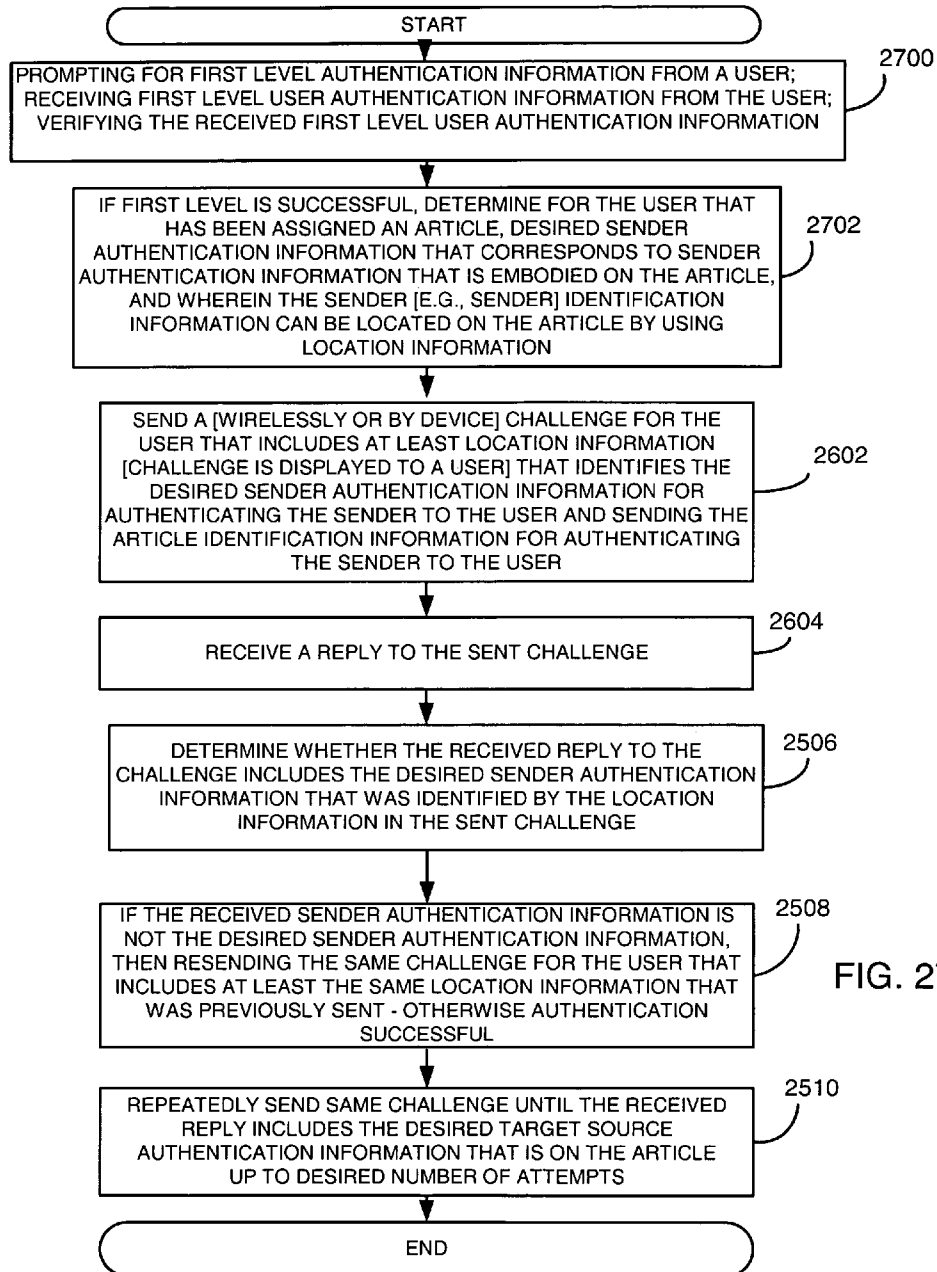 START
PROMPTING FOR FIRST LEVEL AUTHENTICATION INFORMATION FROM A USER;
RECEIVING FIRST LEVEL USER AUTHENTICATION INFORMATION FROM THE USER;
VERIFYING THE RECEIVED FIRST LEVEL USER AUTHENTICATION INFORMATION
2700
IF FIRST LEVEL IS SUCCESSFUL, DETERMINE FOR THE USER THAT
HAS BEEN ASSIGNED AN ARTICLE, DESIRED SENDER
AUTHENTICATION INFORMATION THAT CORRESPONDS TO SENDER
AUTHENTICATION INFORMATION THAT IS EMBODIED ON THE ARTICLE,
AND WHEREIN THE SENDER [E.G., SENDER] IDENTIFICATION
INFORMATION CAN BE LOCATED ON THE ARTICLE BY USING
LOCATION INFORMATION
2702
SEND A [WIRELESSLY OR BY DEVICE] CHALLENGE FOR THE
USER THAT INCLUDES AT LEAST LOCATION INFORMATION
[CHALLENGE IS DISPLAYED TO A USER] THAT IDENTIFIES THE
DESIRED SENDER AUTHENTICATION INFORMATION FOR
AUTHENTICATING THE SENDER TO THE USER AND SENDING THE
ARTICLE IDENTIFICATION INFORMATION FOR AUTHENTICATING
THE SENDER TO THE USER
2602
RECEIVE A REPLY TO THE SENT CHALLENGE
2604
DETERMINE WHETHER THE RECEIVED REPLY TO THE
CHALLENGE INCLUDES THE DESIRED SENDER AUTHENTICATION
INFORMATION THAT WAS IDENTIFIED BY THE LOCATION
INFORMATION IN THE SENT CHALLENGE
2506
IF THE RECEIVED SENDER AUTHENTICATION INFORMATION IS
NOT THE DESIRED SENDER AUTHENTICATION INFORMATION,
THEN RESENDING THE SAME CHALLENGE FOR THE USER THAT
INCLUDES AT LEAST THE SAME LOCATION INFORMATION THAT
WAS PREVIOUSLY SENT - OTHERWISE AUTHENTICATION
SUCCESSFUL
2508
FIG. 2
REPEATEDLY SEND SAME CHALLENGE UNTIL THE RECEIVED
REPLY INCLUDES THE DESIRED TARGET SOURCE
AUTHENTICATION INFORMATION THAT IS ON THE ARTICLE
UP TO DESIRED NUMBER OF ATTEMPTS
2510
END